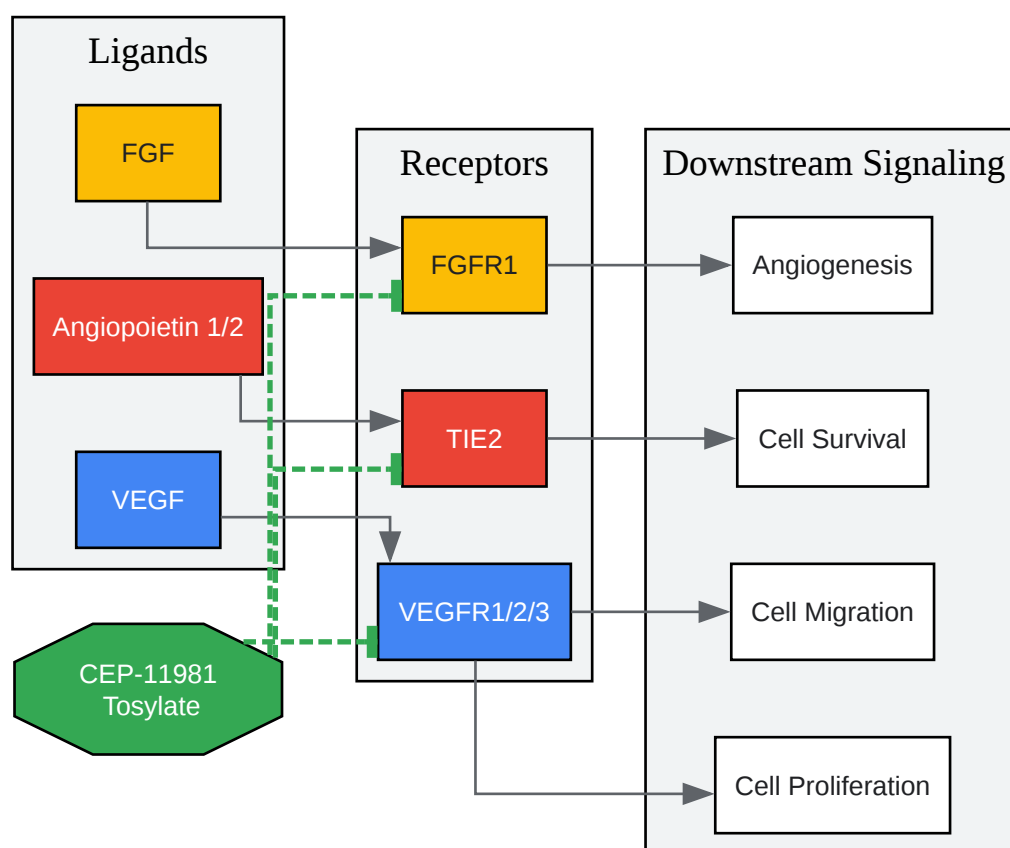 Ligands
FGF
Angiopoietin 1/2
VEGF
CEP-11981
Tosylate
Receptors
FGFR1
TIE2
VEGFR1/2/3
Downstream Signaling
Angiogenesis
Cell Survival
Cell Migration
Cell Proliferation